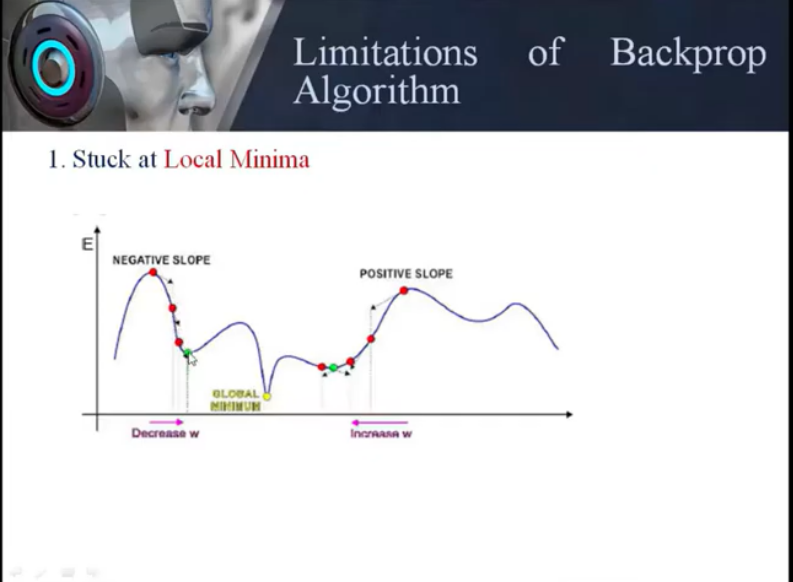 Limitations of Backprop
Algorithm
1. Stuck at Local Minima
E
NEGATIVE SLOPE
POSITIVE SLOPE
GLOBAL
MINIMUM
Decrease w
Increase w